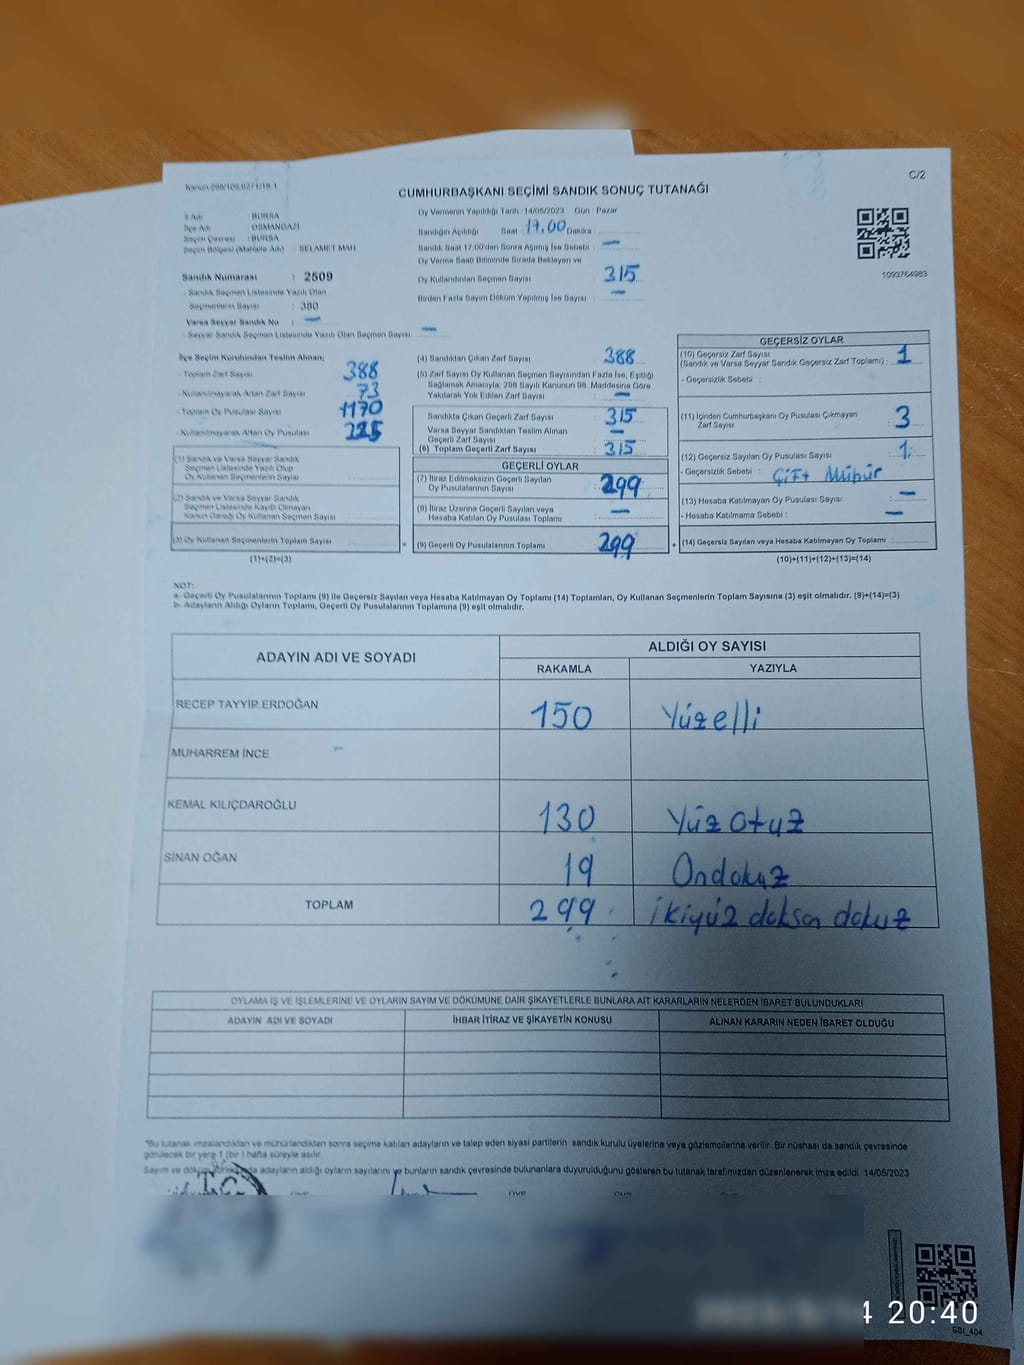 Kanun:298/105.0271/18-1
C/2
CUMHURBAŞKANI SEÇİMİ SANDIK SONUÇ TUTANAĞI
İl Adı : BURSA
İlçe Adı : OSMANGAZİ
Seçim Çevresi : BURSA
Seçim Bölgesi (Mahalle Adı) : SELAMET MAH
Sandık Numarası : 2509
- Sandık Seçmen Listesinde Yazılı Olan
Seçmenlerin Sayısı : 380
Varsa Seyyar Sandık No : —
- Seyyar Sandık Seçmen Listesinde Yazılı Olan Seçmen Sayısı —
Oy Vermenin Yapıldığı Tarih :14/05/2023 Gün : Pazar
Sandığın Açıldığı Saat 17.00 Dakika :
Sandık Saat 17.00'den Sonra Açılmış İse Sebebi : —
Oy Verme Saati Bitiminde Sırada Bekleyen ve
Oy Kullandırılan Seçmen Sayısı 315
Birden Fazla Sayım Döküm Yapılmış İse Sayısı : —
1093764983
İlçe Seçim Kurulundan Teslim Alınan;
- Toplam Zarf Sayısı 388
- Kullanılmayarak Artan Zarf Sayısı 73
- Toplam Oy Pusulası Sayısı 1170
- Kullanılmayarak Artan Oy Pusulası
(1) Sandık ve Varsa Seyyar Sandık
Seçmen Listesinde Yazılı Olup
Oy Kullanan Seçmenlerin Sayısı
(2) Sandık ve Varsa Seyyar Sandık
Seçmen Listesinde Kayıtlı Olmayan
Kanun Gereği Oy Kullanan Seçmen Sayısı
(3) Oy Kullanan Seçmenlerin Toplam Sayısı
(1)+(2)=(3)
(4) Sandıktan Çıkan Zarf Sayısı : 388
(5) Zarf Sayısı Oy Kullanan Seçmen Sayısından Fazla İse, Eşitliği
Sağlamak Amacıyla, 298 Sayılı Kanunun 98. Maddesine Göre
Yakılarak Yok Edilen Zarf Sayısı : —
Sandıkta Çıkan Geçerli Zarf Sayısı : 315
Varsa Seyyar Sandıktan Teslim Alınan
Geçerli Zarf Sayısı : —
(6) Toplam Geçerli Zarf Sayısı : 315
GEÇERLİ OYLAR
(7) İtiraz Edilmeksizin Geçerli Sayılan
Oy Pusulalarının Sayısı : 299
(8) İtiraz Üzerine Geçerli Sayılan veya
Hesaba Katılan Oy Pusulası Toplamı : —
= (9) Geçerli Oy Pusulalarının Toplamı : 299
GEÇERSİZ OYLAR
(10) Geçersiz Zarf Sayısı
(Sandık ve Varsa Seyyar Sandık Geçersiz Zarf Toplamı) : 1
- Geçersizlik Sebebi :
(11) İçinden Cumhurbaşkanı Oy Pusulası Çıkmayan
Zarf Sayısı : 3
(12) Geçersiz Sayılan Oy Pusulası Sayısı : 1
- Geçersizlik Sebebi : Çift Mühür
(13) Hesaba Katılmayan Oy Pusulası Sayısı : —
- Hesaba Katılmama Sebebi : —
+ (14) Geçersiz Sayılan veya Hesaba Katılmayan Oy Toplamı :
(10)+(11)+(12)+(13)=(14)
NOT:
a- Geçerli Oy Pusulalarının Toplamı (9) ile Geçersiz Sayılan veya Hesaba Katılmayan Oy Toplamı (14) Toplamları, Oy Kullanan Seçmenlerin Toplam Sayısına (3) eşit olmalıdır. (9)+(14)=(3)
b- Adayların Aldığı Oyların Toplamı, Geçerli Oy Pusulalarının Toplamına (9) eşit olmalıdır.
ADAYIN ADI VE SOYADI
ALDIĞI OY SAYISI
RAKAMLA YAZIYLA
RECEP TAYYİP ERDOĞAN 150 Yüzelli
MUHARREM İNCE
KEMAL KILIÇDAROĞLU 130 Yüz otuz
SİNAN OĞAN 19 Ondokuz
TOPLAM 299 ikiyüz doksan dokuz
OYLAMA İŞ VE İŞLEMLERİNE VE OYLARIN SAYIM VE DÖKÜMÜNE DAİR ŞİKAYETLERLE BUNLARA AİT KARARLARIN NELERDEN İBARET BULUNDUKLARI
ADAYIN ADI VE SOYADI İHBAR İTİRAZ VE ŞİKAYETİN KONUSU ALINAN KARARIN NEDEN İBARET OLDUĞU
"Bu tutanak imzalandıktan ve mühürlendikten sonra seçime katılan adayların ve talep eden siyasi partilerin sandık kurulu üyelerine veya gözlemcilerine verilir. Bir nüshası da sandık çevresinde
görülecek bir yere 1 (bir) hafta süreyle asılır.
Sayım ve döküm adayların aldığı oyların sayılarını ve bunların sandık çevresinde bulunanlara duyurulduğunu gösteren bu tutanak tarafımızdan düzenlenerek imza edildi. 14/05/2023
T.C
4 20:40
GSI_404